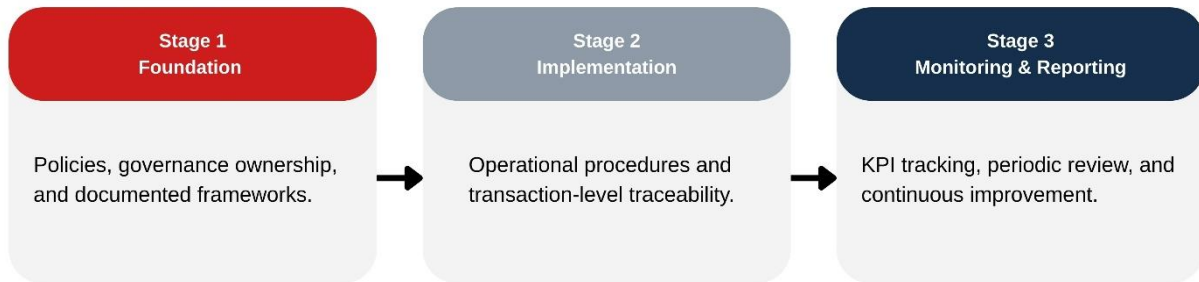 Stage 1
Foundation
Policies, governance ownership,
and documented frameworks.
Stage 2
Implementation
Operational procedures and
transaction-level traceability.
Stage 3
Monitoring & Reporting
KPI tracking, periodic review, and
continuous improvement.